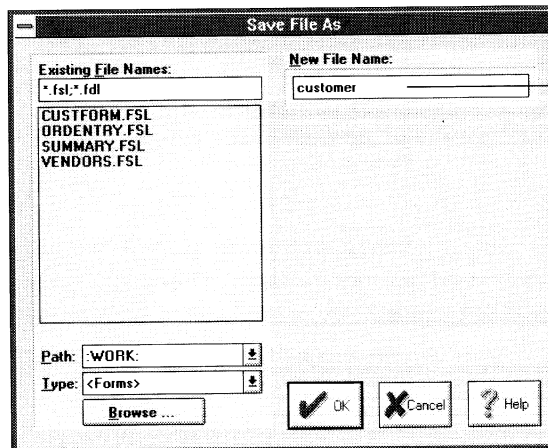 Save File As
Existing File Names:
*.fsl;*.fdl
CUSTFORM.FSL
ORDENTRY.FSL
SUMMARY.FSL
VENDORS.FSL
New File Name:
customer
Path: :WORK:
Type: <Forms>
Browse ...
OK
Cancel
? Help